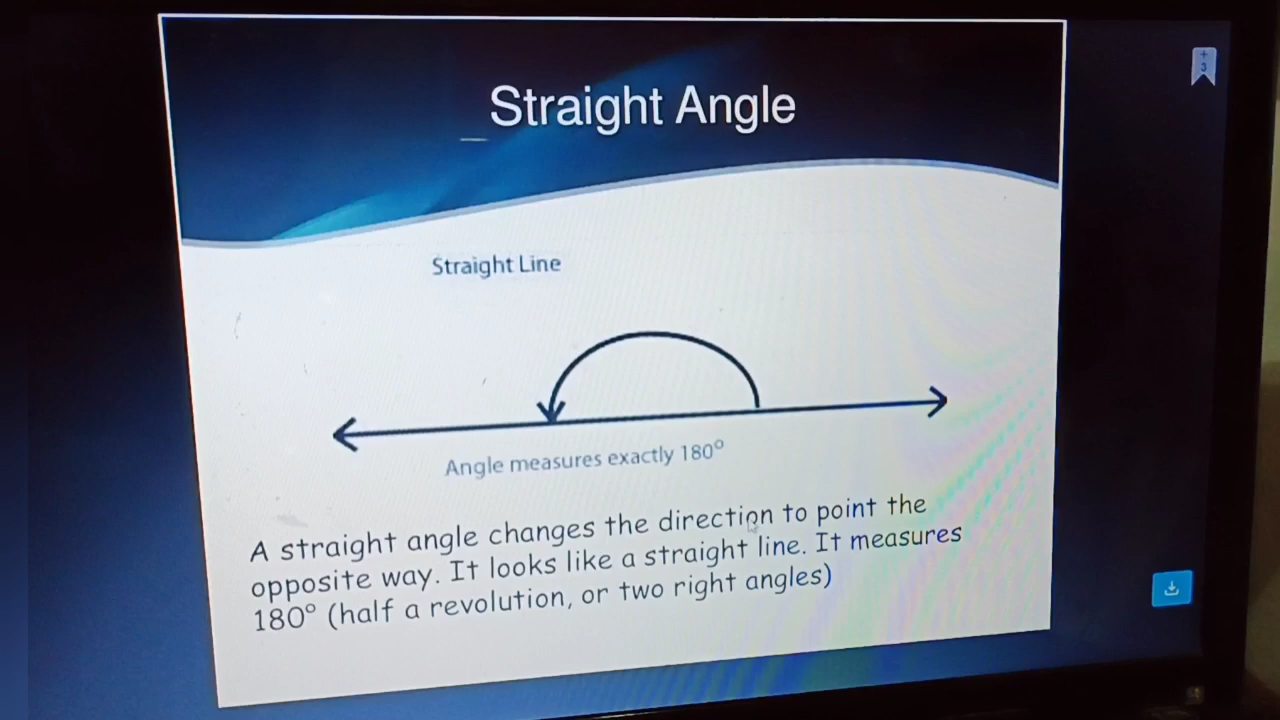 Straight Angle
Straight Line
Angle measures exactly 180°
A straight angle changes the direction to point the
opposite way. It looks like a straight line. It measures
180° (half a revolution, or two right angles)
+
3